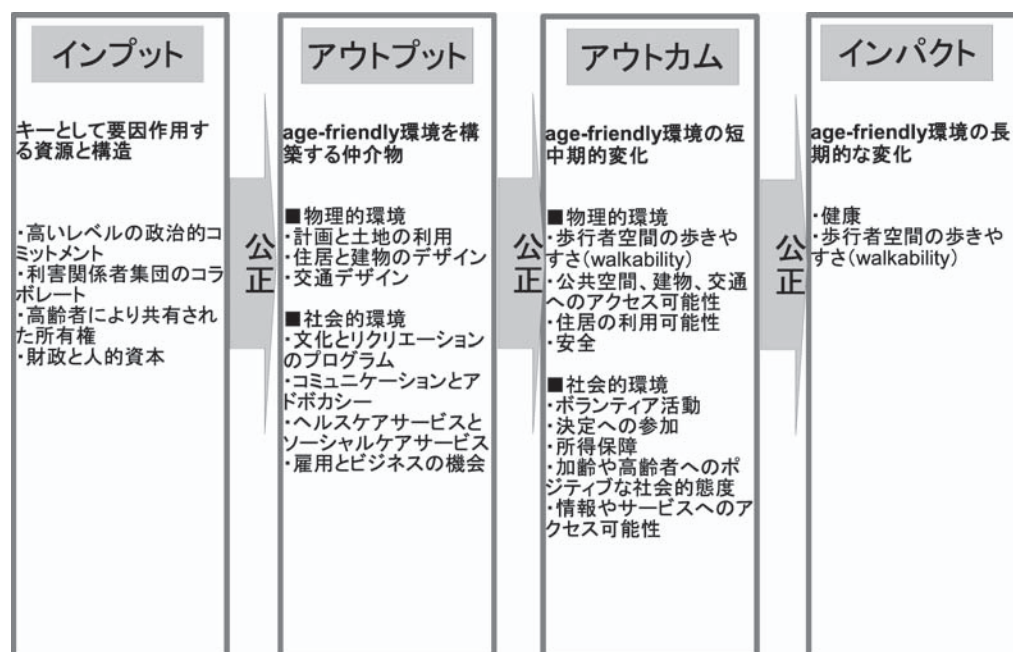 インプット
キーとして要因作用す
る資源と構造
・高いレベルの政治的コ
ミットメント
・利害関係者集団のコラ
ボレート
・高齢者により共有され
た所有権
・財政と人的資本
公正
アウトプット
age-friendly環境を構
築する仲介物
■物理的環境
・計画と土地の利用
・住居と建物のデザイン
・交通デザイン
■社会的環境
・文化とリクリエーション
のプログラム
・コミュニケーションとア
ドボカシー
・ヘルスケアサービスと
ソーシャルケアサービス
・雇用とビジネスの機会
公正
アウトカム
age-friendly環境の短
中期的変化
■物理的環境
・歩行者空間の歩きや
すさ(walkability)
・公共空間、建物、交通
へのアクセス可能性
・住居の利用可能性
・安全
■社会的環境
・ボランティア活動
・決定への参加
・所得保障
・加齢や高齢者へのポ
ジティブな社会的態度
・情報やサービスへのア
クセス可能性
公正
インパクト
age-friendly環境の長
期的な変化
・健康
・歩行者空間の歩きや
すさ(walkability)